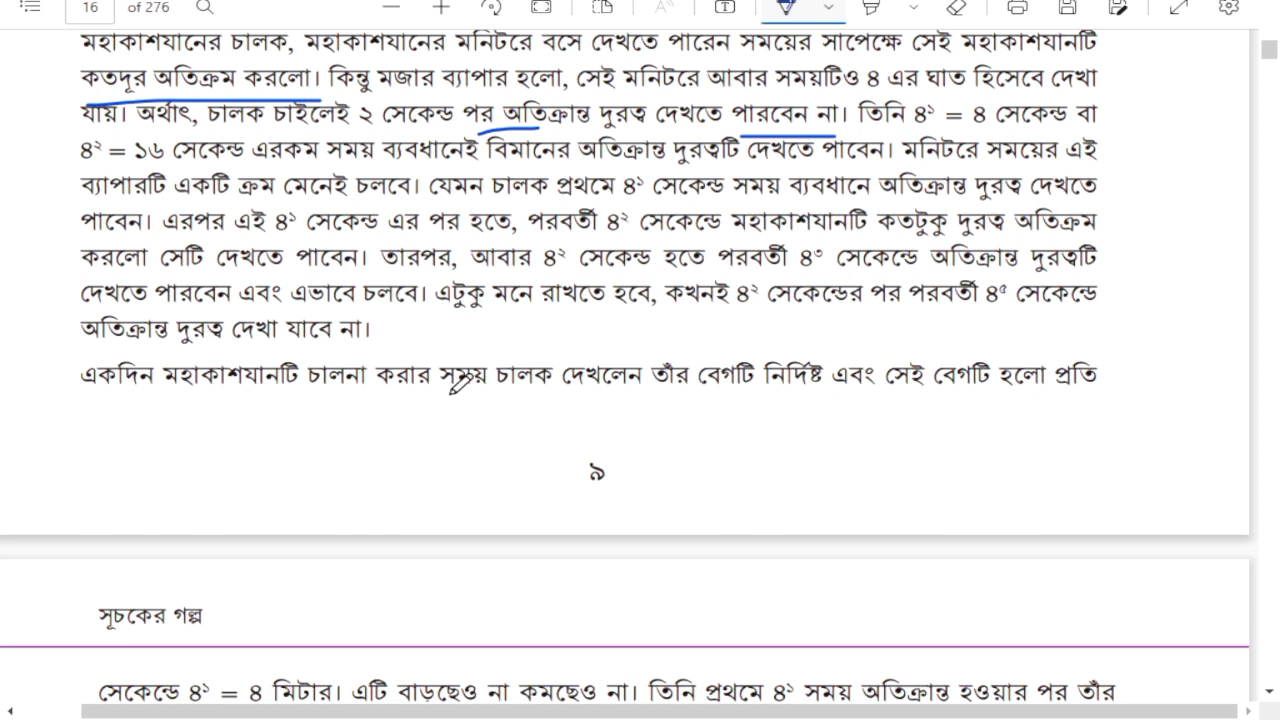 16 of 276
মহাকাশযানের চালক, মহাকাশযানের মনিটরে বসে দেখতে পারেন সময়ের সাপেক্ষে সেই মহাকাশযানটি
কতদূর অতিক্রম করলো। কিন্তু মজার ব্যাপার হলো, সেই মনিটরে আবার সময়টিও ৪ এর ঘাত হিসেবে দেখা
যায়। অর্থাৎ, চালক চাইলেই ২ সেকেন্ড পর অতিক্রান্ত দুরত্ব দেখতে পারবেন না। তিনি ৪¹ = ৪ সেকেন্ড বা
৪² = ১৬ সেকেন্ড এরকম সময় ব্যবধানেই বিমানের অতিক্রান্ত দুরত্বটি দেখতে পাবেন। মনিটরে সময়ের এই
ব্যাপারটি একটি ক্রম মেনেই চলবে। যেমন চালক প্রথমে ৪¹ সেকেন্ড সময় ব্যবধানে অতিক্রান্ত দুরত্ব দেখতে
পাবেন। এরপর এই ৪¹ সেকেন্ড এর পর হতে, পরবর্তী ৪² সেকেন্ডে মহাকাশযানটি কতটুকু দুরত্ব অতিক্রম
করলো সেটি দেখতে পাবেন। তারপর, আবার ৪² সেকেন্ড হতে পরবর্তী ৪³ সেকেন্ডে অতিক্রান্ত দুরত্বটি
দেখতে পারবেন এবং এভাবে চলবে। এটুকু মনে রাখতে হবে, কখনই ৪² সেকেন্ডের পর পরবর্তী ৪⁵ সেকেন্ডে
অতিক্রান্ত দুরত্ব দেখা যাবে না।
একদিন মহাকাশযানটি চালনা করার সময় চালক দেখলেন তাঁর বেগটি নির্দিষ্ট এবং সেই বেগটি হলো প্রতি
৯
সূচকের গল্প
সেকেন্ডে ৪¹ = ৪ মিটার। এটি বাড়ছেও না কমছেও না। তিনি প্রথমে ৪¹ সময় অতিক্রান্ত হওয়ার পর তাঁর